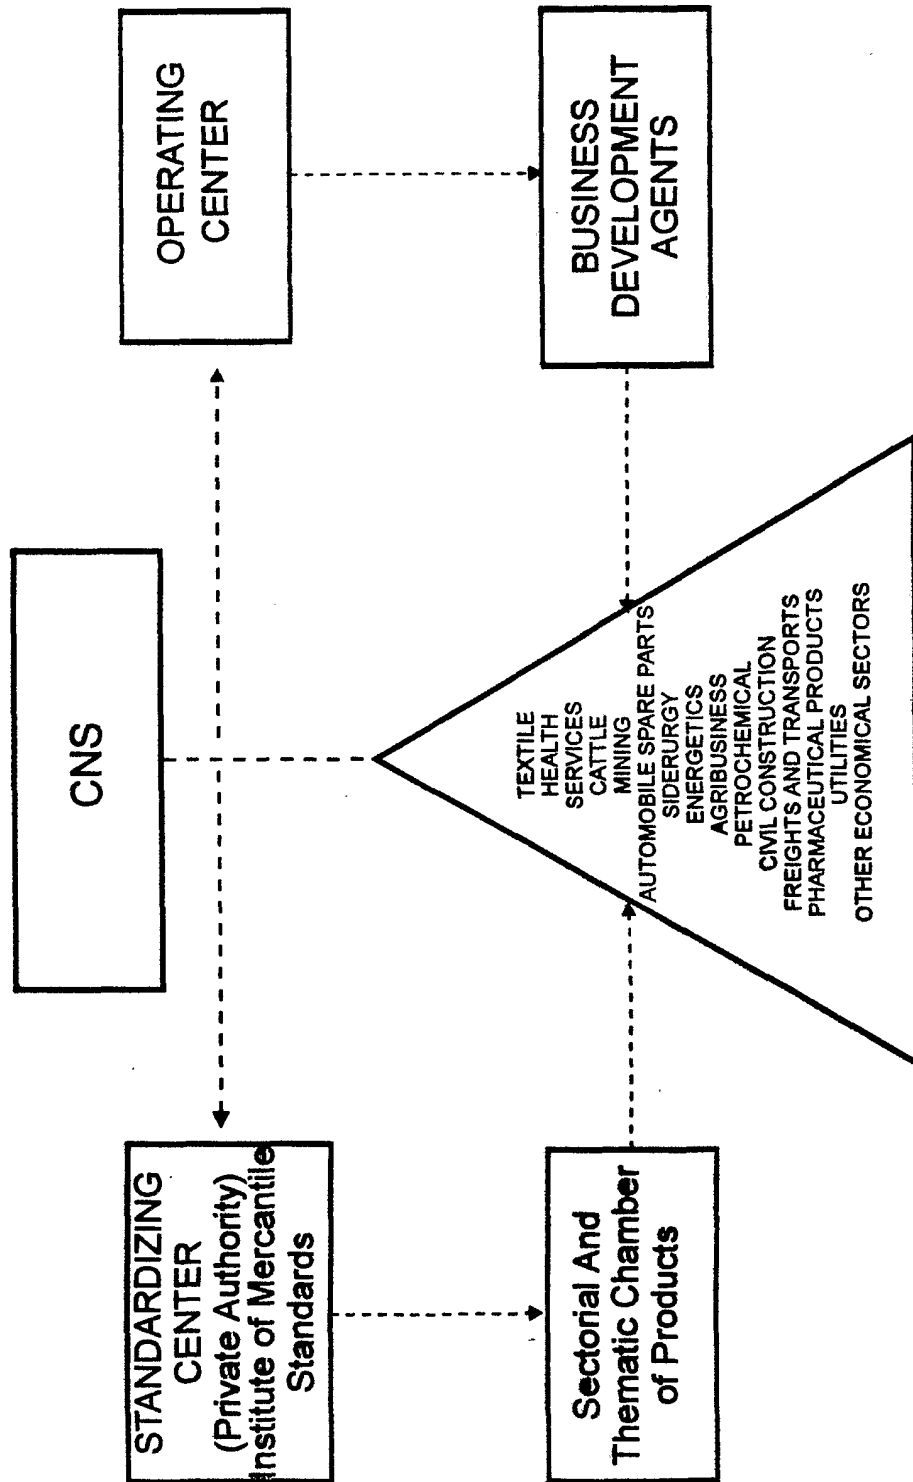 CNS
STANDARDIZING
CENTER
(Private Authority)
Institute of Mercantile
Standards
OPERATING
CENTER
Sectorial And
Thematic Chamber
of Products
BUSINESS
DEVELOPMENT
AGENTS
TEXTILE
HEALTH
SERVICES
CATTLE
MINING
AUTOMOBILE SPARE PARTS
SIDERURGY
ENERGETICS
AGRIBUSINESS
PETROCHEMICAL
CIVIL CONSTRUCTION
FREIGHTS AND TRANSPORTS
PHARMACEUTICAL PRODUCTS
UTILITIES
OTHER ECONOMICAL SECTORS